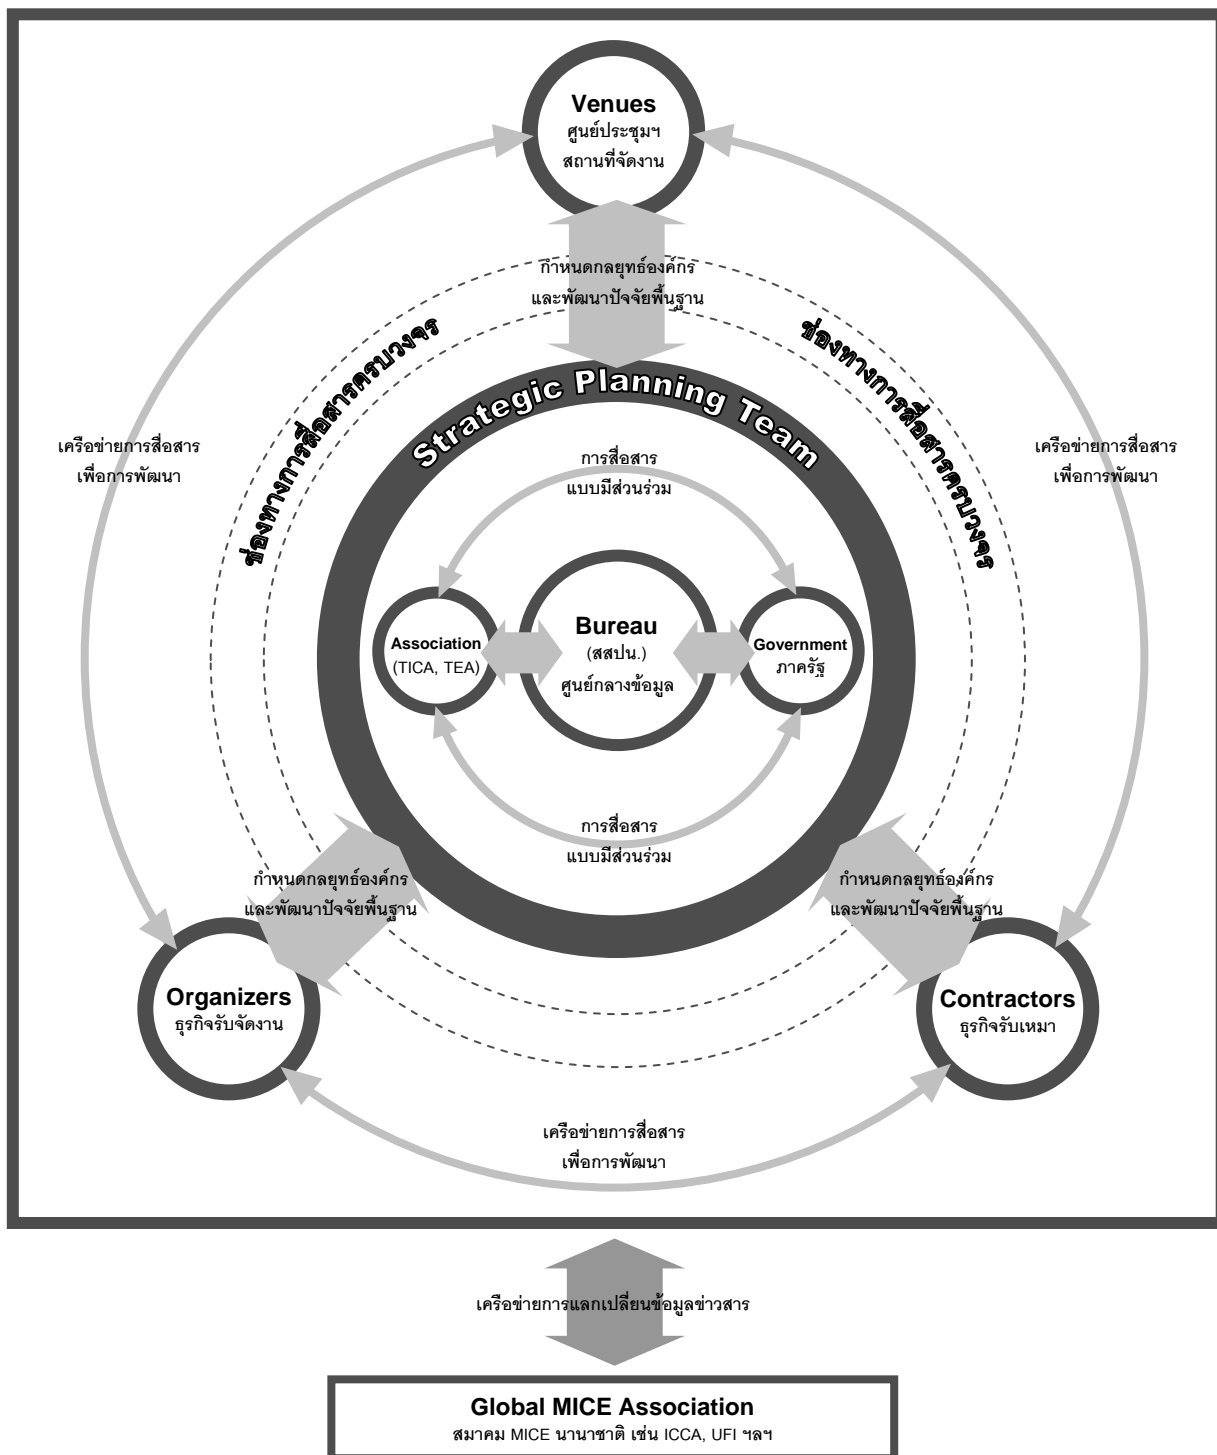 Venues
ศูนย์ประชุมฯ
สถานที่จัดงาน
กำหนดกลยุทธ์องค์กร
และพัฒนาปัจจัยพื้นฐาน
ช่องทางการสื่อสารครบวงจร
ช่องทางการสื่อสารครบวงจร
Strategic Planning Team
เครือข่ายการสื่อสาร
เพื่อการพัฒนา
เครือข่ายการสื่อสาร
เพื่อการพัฒนา
การสื่อสาร
แบบมีส่วนร่วม
Association
(TICA, TEA)
Bureau
(สสปน.)
ศูนย์กลางข้อมูล
Government
ภาครัฐ
การสื่อสาร
แบบมีส่วนร่วม
กำหนดกลยุทธ์องค์กร
และพัฒนาปัจจัยพื้นฐาน
กำหนดกลยุทธ์องค์กร
และพัฒนาปัจจัยพื้นฐาน
Organizers
ธุรกิจรับจัดงาน
Contractors
ธุรกิจรับเหมา
เครือข่ายการสื่อสาร
เพื่อการพัฒนา
เครือข่ายการแลกเปลี่ยนข้อมูลข่าวสาร
Global MICE Association
สมาคม MICE นานาชาติ เช่น ICCA, UFI ฯลฯ